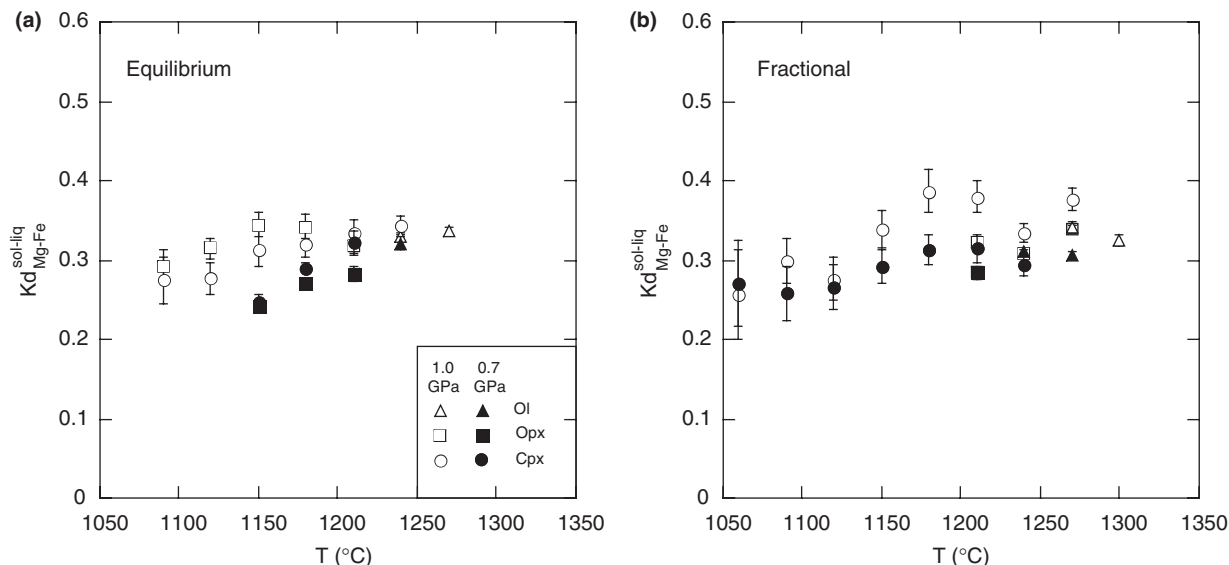 (a)
0.6
0.5
0.4
0.3
0.2
0.1
0
Kd sol-liq Mg-Fe
Equilibrium
1.0 0.7
GPa GPa
Ol
Opx
Cpx
1050 1100 1150 1200 1250 1300 1350
T (°C)
(b)
0.6
0.5
0.4
0.3
0.2
0.1
0
Kd sol-liq Mg-Fe
Fractional
1050 1100 1150 1200 1250 1300 1350
T (°C)